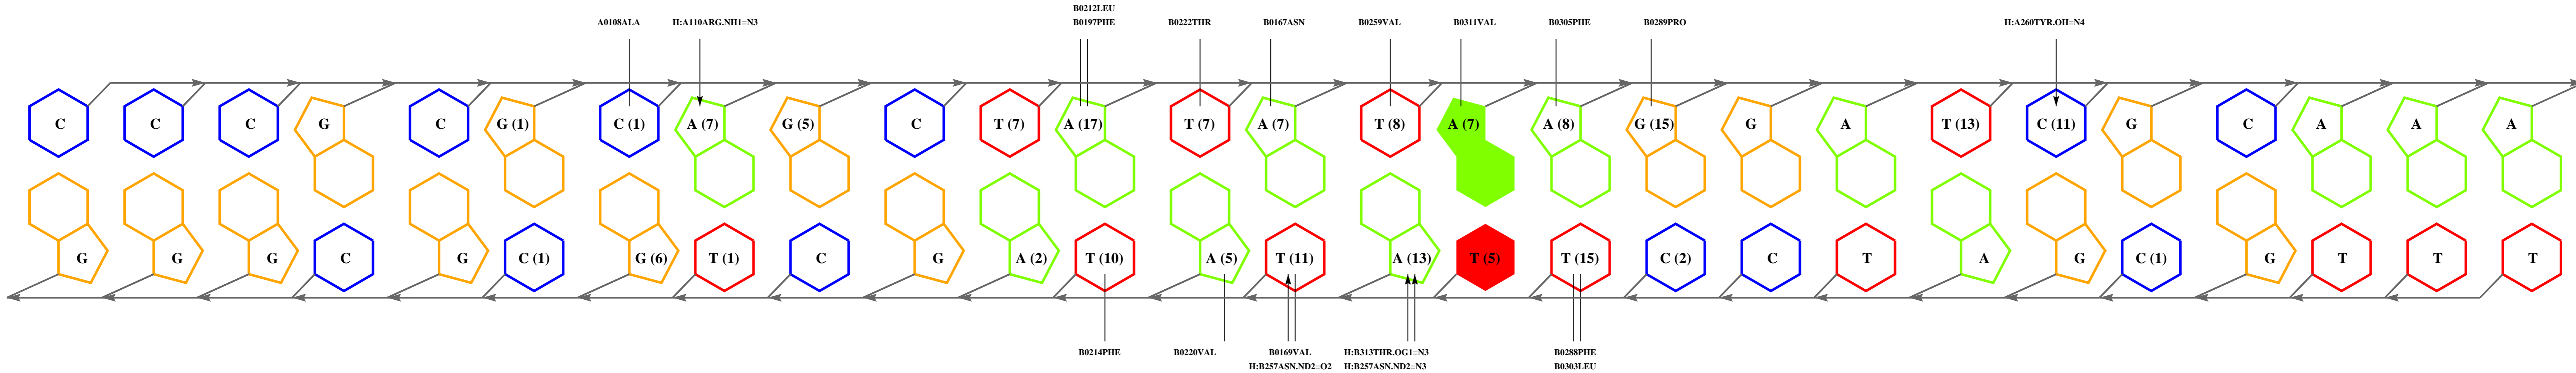 B0212LEU
A0108ALA H:A110ARG.NH1=N3 B0197PHE B0222THR B0167ASN B0259VAL B0311VAL B0305PHE B0289PRO H:A260TYR.OH=N4
C C C G C G (1) C (1) A (7) G (5) C T (7) A (17) T (7) A (7) T (8) A (7) A (8) G (15) G A T (13) C (11) G C A A A
G G G C G C (1) G (6) T (1) C G A (2) T (10) A (5) T (11) A (13) T (5) T (15) C (2) C T A G C (1) G T T T
B0214PHE B0220VAL B0169VAL H:B313THR.OG1=N3 B0288PHE
H:B257ASN.ND2=O2 H:B257ASN.ND2=N3 B0303LEU